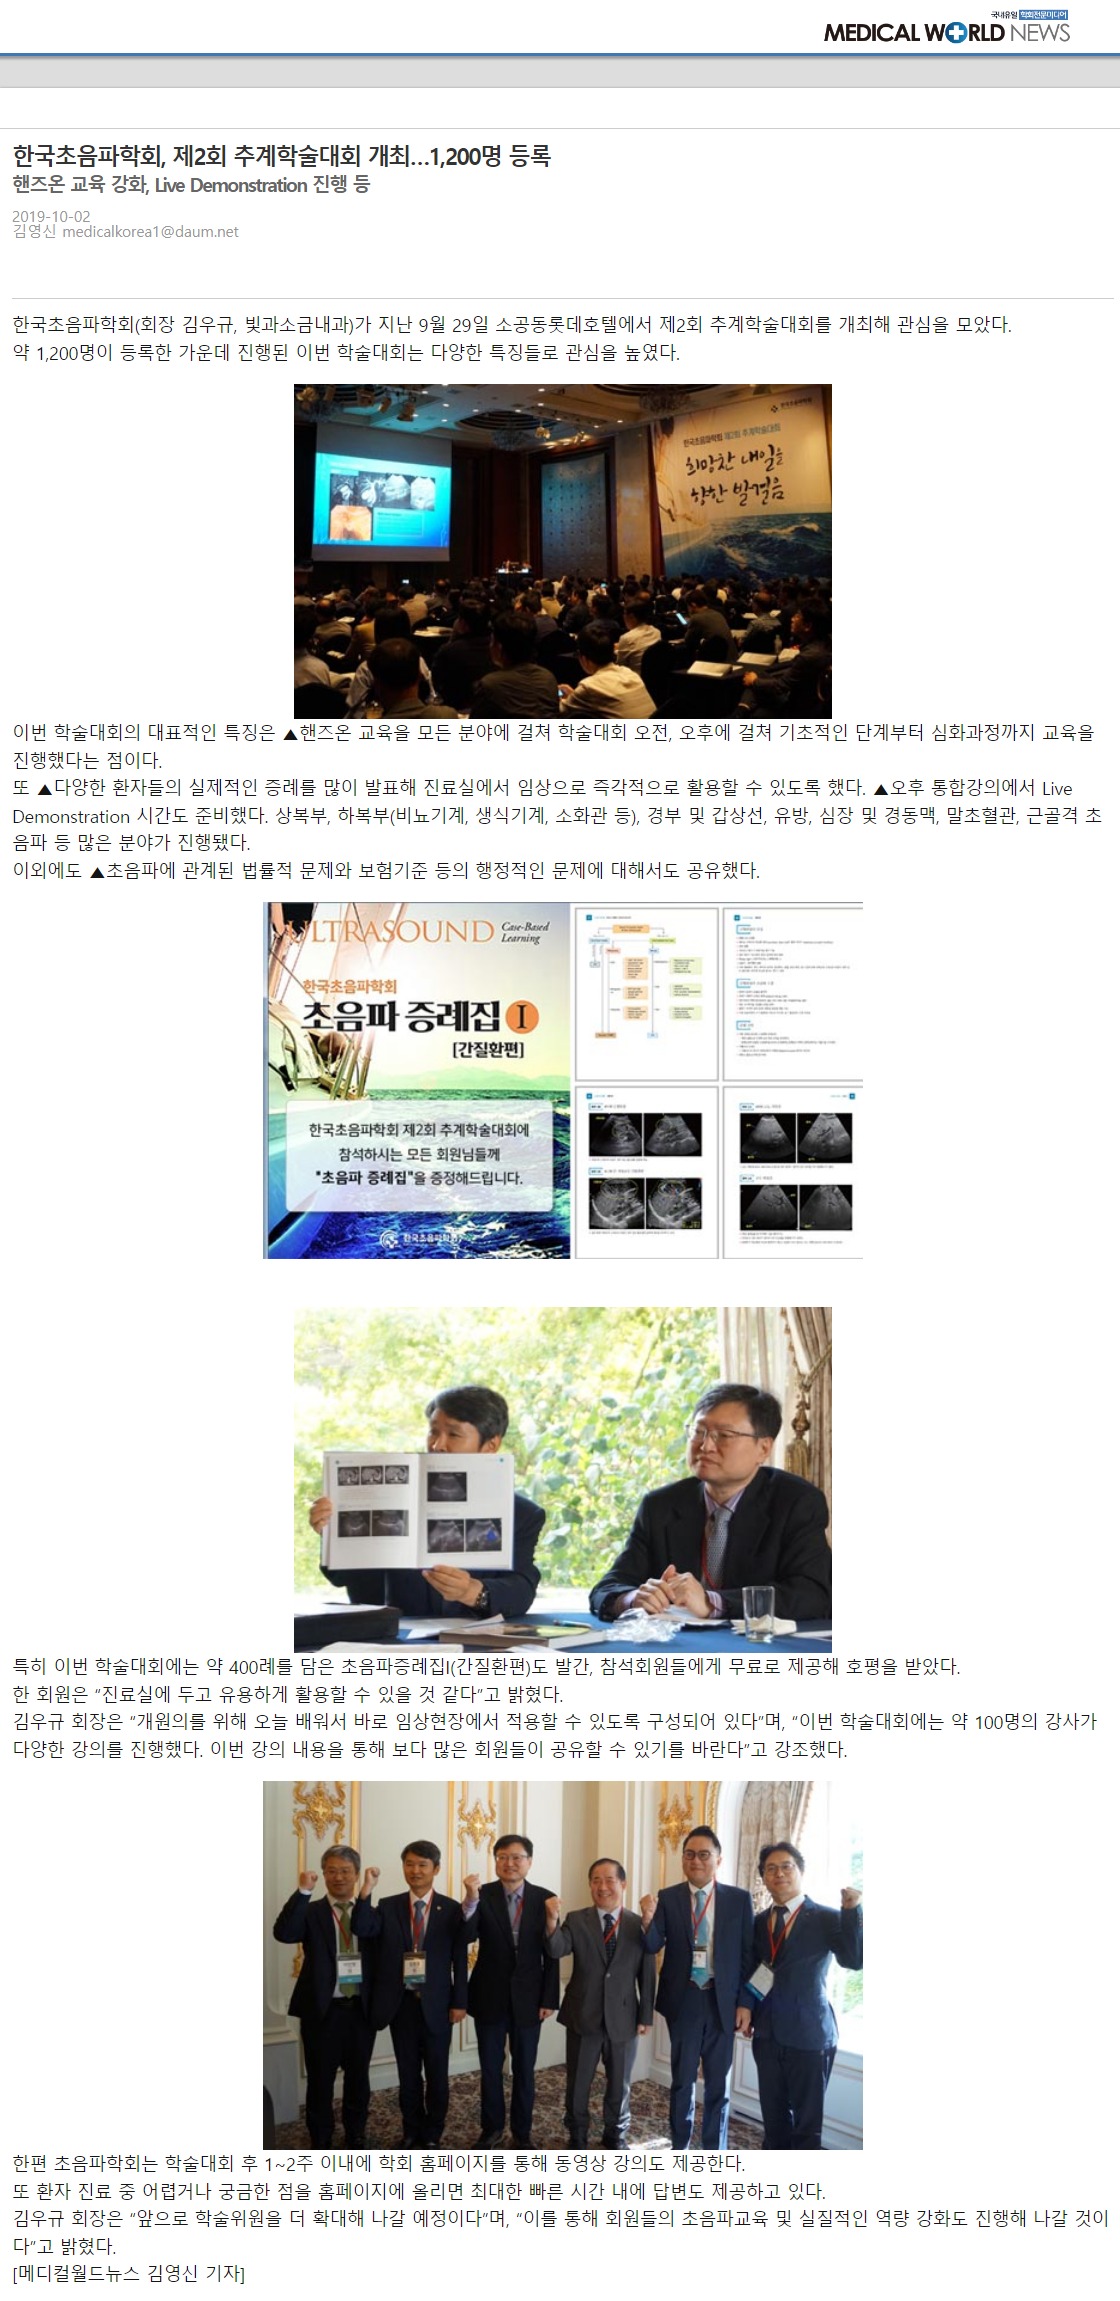 국내유일 학회전문미디어
MEDICAL WORLD NEWS
한국초음파학회, 제2회 추계학술대회 개최…1,200명 등록
핸즈온 교육 강화, Live Demonstration 진행 등
2019-10-02
김영신 medicalkorea1@daum.net
한국초음파학회(회장 김우규, 빛과소금내과)가 지난 9월 29일 소공동롯데호텔에서 제2회 추계학술대회를 개최해 관심을 모았다.
약 1,200명이 등록한 가운데 진행된 이번 학술대회는 다양한 특징들로 관심을 높였다.
한국초음파학회
한국초음파학회 제2회 추계학술대회
희망찬 내일을
향한 발걸음
이번 학술대회의 대표적인 특징은 ▲핸즈온 교육을 모든 분야에 걸쳐 학술대회 오전, 오후에 걸쳐 기초적인 단계부터 심화과정까지 교육을
진행했다는 점이다.
또 ▲다양한 환자들의 실제적인 증례를 많이 발표해 진료실에서 임상으로 즉각적으로 활용할 수 있도록 했다. ▲오후 통합강의에서 Live
Demonstration 시간도 준비했다. 상복부, 하복부(비뇨기계, 생식기계, 소화관 등), 경부 및 갑상선, 유방, 심장 및 경동맥, 말초혈관, 근골격 초
음파 등 많은 분야가 진행됐다.
이외에도 ▲초음파에 관계된 법률적 문제와 보험기준 등의 행정적인 문제에 대해서도 공유했다.
ULTRASOUND Case-Based
Learning
한국초음파학회
초음파 증례집 I
[간질환편]
한국초음파학회 제2회 추계학술대회에
참석하시는 모든 회원님들께
"초음파 증례집"을 증정해드립니다.
한국초음파학회
특히 이번 학술대회에는 약 400례를 담은 초음파증례집I(간질환편)도 발간, 참석회원들에게 무료로 제공해 호평을 받았다.
한 회원은 “진료실에 두고 유용하게 활용할 수 있을 것 같다”고 밝혔다.
김우규 회장은 “개원의를 위해 오늘 배워서 바로 임상현장에서 적용할 수 있도록 구성되어 있다”며, “이번 학술대회에는 약 100명의 강사가
다양한 강의를 진행했다. 이번 강의 내용을 통해 보다 많은 회원들이 공유할 수 있기를 바란다”고 강조했다.
한편 초음파학회는 학술대회 후 1~2주 이내에 학회 홈페이지를 통해 동영상 강의도 제공한다.
또 환자 진료 중 어렵거나 궁금한 점을 홈페이지에 올리면 최대한 빠른 시간 내에 답변도 제공하고 있다.
김우규 회장은 “앞으로 학술위원을 더 확대해 나갈 예정이다”며, “이를 통해 회원들의 초음파교육 및 실질적인 역량 강화도 진행해 나갈 것이
다”고 밝혔다.
[메디컬월드뉴스 김영신 기자]